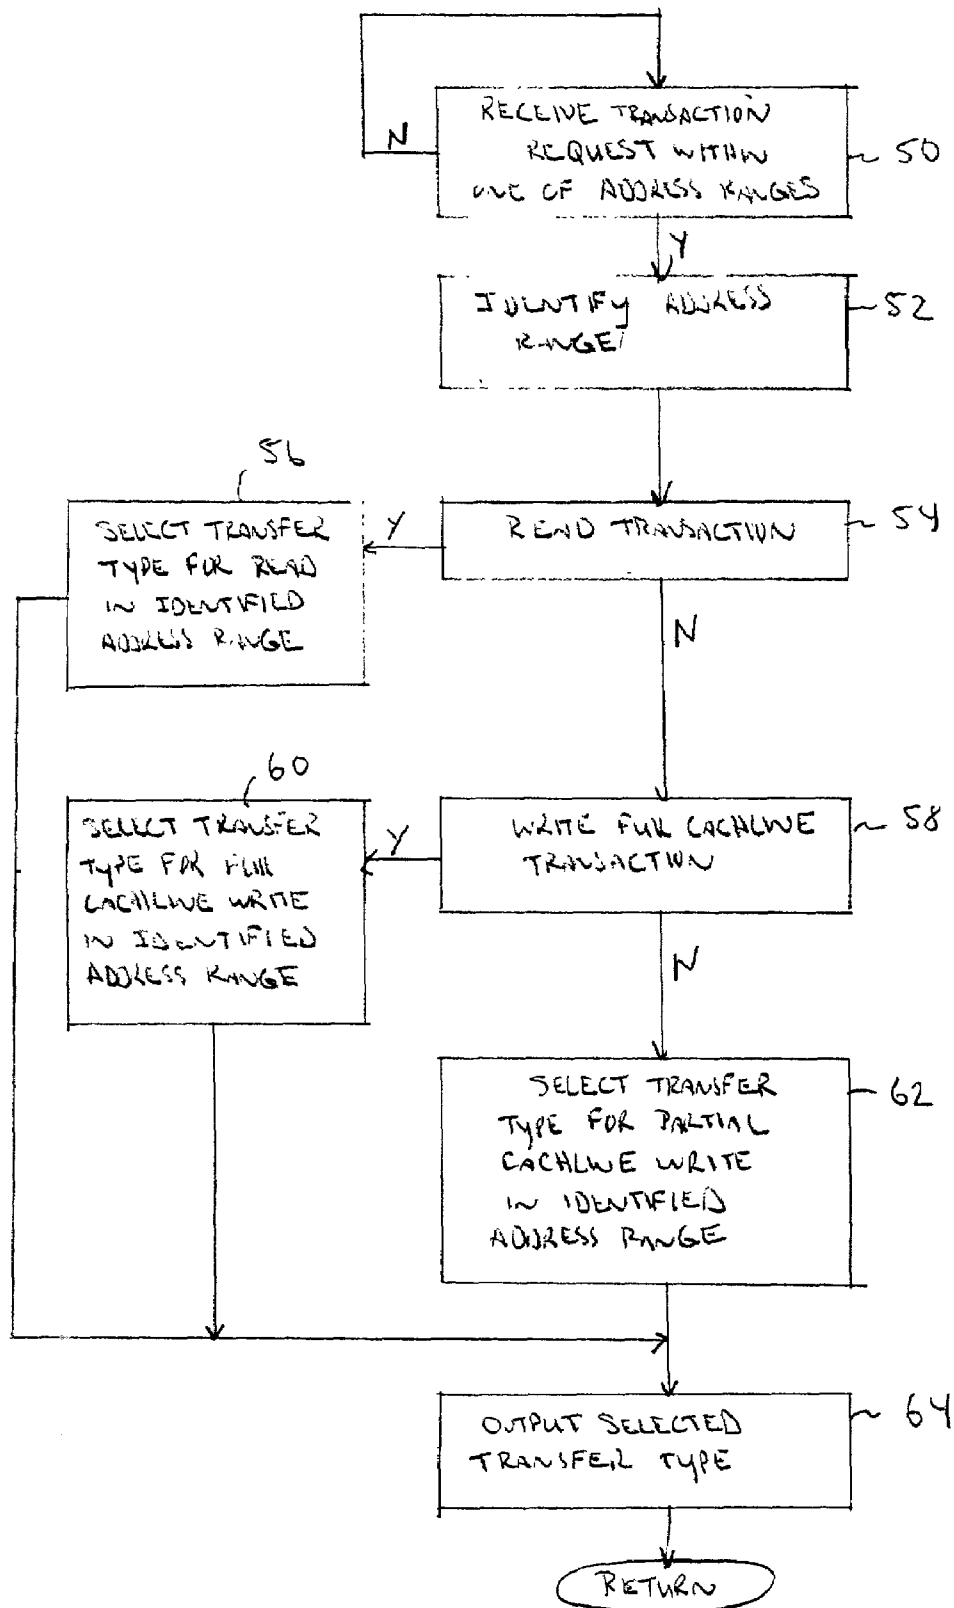 RECEIVE TRANSACTION
REQUEST WITHIN
ONE OF ADDRESS RANGES
50
N
Y
IDENTIFY ADDRESS
RANGE
52
56
SELECT TRANSFER
TYPE FOR READ
IN IDENTIFIED
ADDRESS RANGE
Y
READ TRANSACTION
54
N
60
SELECT TRANSFER
TYPE FOR FULL
CACHLINE WRITE
IN IDENTIFIED
ADDRESS RANGE
Y
WRITE FULL CACHLINE
TRANSACTION
58
N
SELECT TRANSFER
TYPE FOR PARTIAL
CACHLINE WRITE
IN IDENTIFIED
ADDRESS RANGE
62
OUTPUT SELECTED
TRANSFER TYPE
64
RETURN